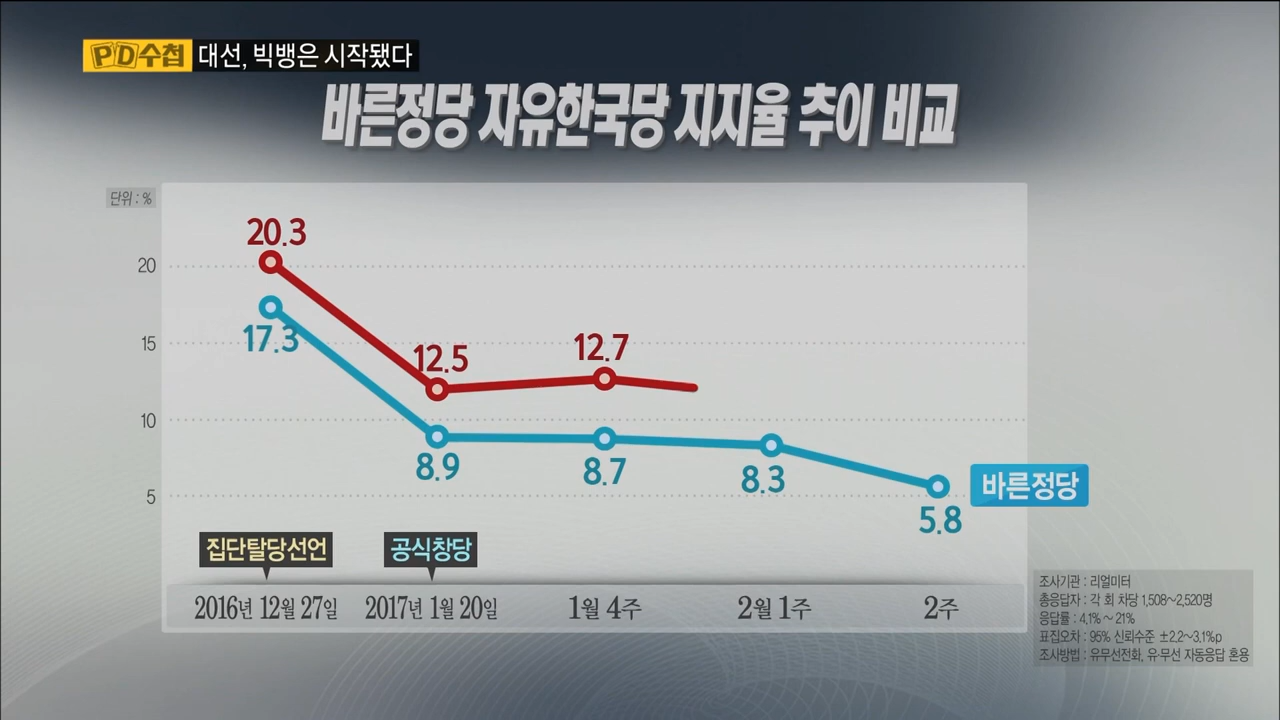 PD수첩 대선, 빅뱅은 시작됐다
바른정당 자유한국당 지지율 추이 비교
단위 : %
20
15
10
5
20.3
12.5
12.7
17.3
8.9
8.7
8.3
5.8
바른정당
집단탈당선언
공식창당
2016년 12월 27일
2017년 1월 20일
1월 4주
2월 1주
2주
조사기관 : 리얼미터
총응답자 : 각 회 차당 1,508~2,520명
응답률 : 4.1% ~ 21%
표집오차 : 95% 신뢰수준 ±2.2~3.1%p
조사방법 : 유무선전화, 유·무선 자동응답 혼용